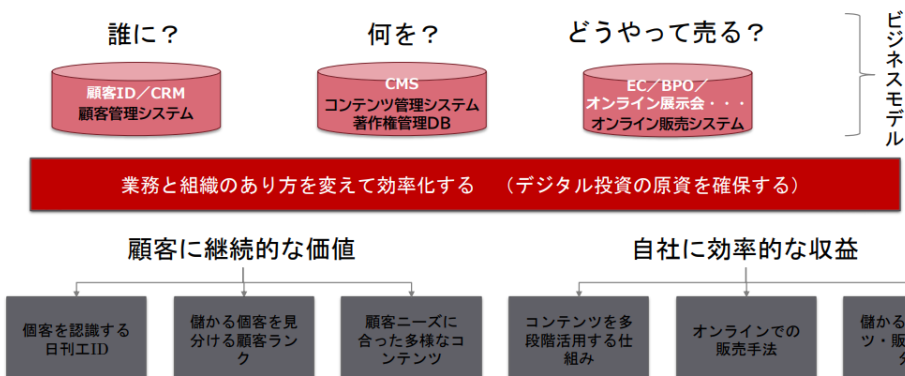 誰に？
何を？
どうやって売る？
ビジネスモデル
顧客ID／CRM
顧客管理システム
CMS
コンテンツ管理システム
著作権管理DB
EC／BPO／
オンライン展示会・・・
オンライン販売システム
業務と組織のあり方を変えて効率化する　（デジタル投資の原資を確保する）
顧客に継続的な価値
自社に効率的な収益
個客を認識する
日刊工ID
儲かる個客を見
分ける顧客ラン
ク
顧客ニーズに
合った多様なコ
ンテンツ
コンテンツを多
段階活用する仕
組み
オンラインでの
販売手法
儲かる
ツ・販